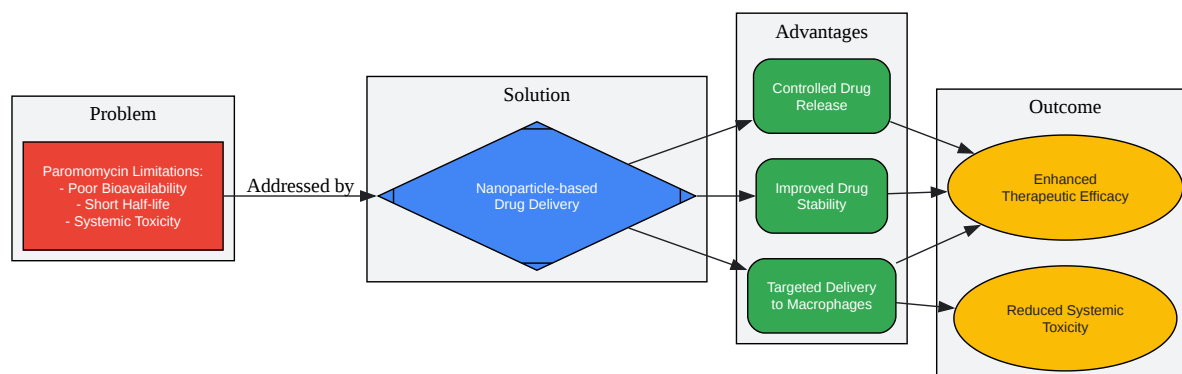 Problem
Paromomycin Limitations:
- Poor Bioavailability
- Short Half-life
- Systemic Toxicity
Addressed by
Solution
Nanoparticle-based
Drug Delivery
Advantages
Controlled Drug
Release
Improved Drug
Stability
Targeted Delivery
to Macrophages
Outcome
Enhanced
Therapeutic Efficacy
Reduced Systemic
Toxicity